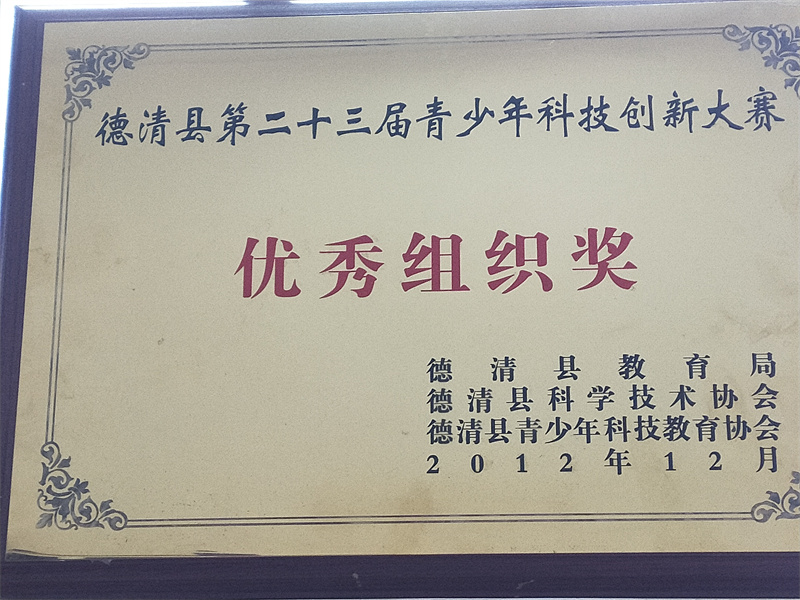 德清县第二十三届青少年科技创新大赛
优秀组织奖
德清县教育局
德清县科学技术协会
德清县青少年科技教育协会
2012年12月